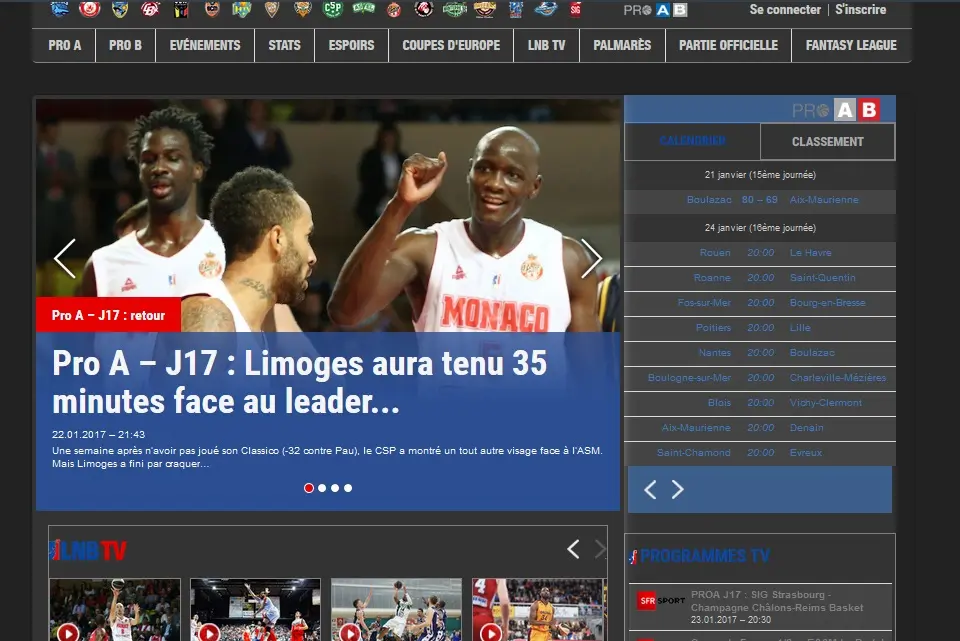 PRO A B
Se connecter | S'inscrire
PRO A
PRO B
EVÉNEMENTS
STATS
ESPOIRS
COUPES D'EUROPE
LNB TV
PALMARÈS
PARTIE OFFICIELLE
FANTASY LEAGUE
MONACO
Pro A – J17 : retour
Pro A – J17 : Limoges aura tenu 35
minutes face au leader...
22.01.2017 – 21:43
Une semaine après n'avoir pas joué son Classico (-32 contre Pau), le CSP a montré un tout autre visage face à l'ASM.
Mais Limoges a fini par craquer...
PRO A B
CALENDRIER
CLASSEMENT
21 janvier (15ème journée)
Boulazac 80 – 69 Aix-Maurienne
24 janvier (16ème journée)
Rouen 20:00 Le Havre
Roanne 20:00 Saint-Quentin
Fos-sur-Mer 20:00 Bourg-en-Bresse
Poitiers 20:00 Lille
Nantes 20:00 Boulazac
Boulogne-sur-Mer 20:00 Charleville-Mézières
Blois 20:00 Vichy-Clermont
Aix-Maurienne 20:00 Denain
Saint-Chamond 20:00 Evreux
LNB TV
PROGRAMMES TV
SFR SPORT
PROA J17 : SIG Strasbourg -
Champagne Châlons-Reims Basket
23.01.2017 – 20:30